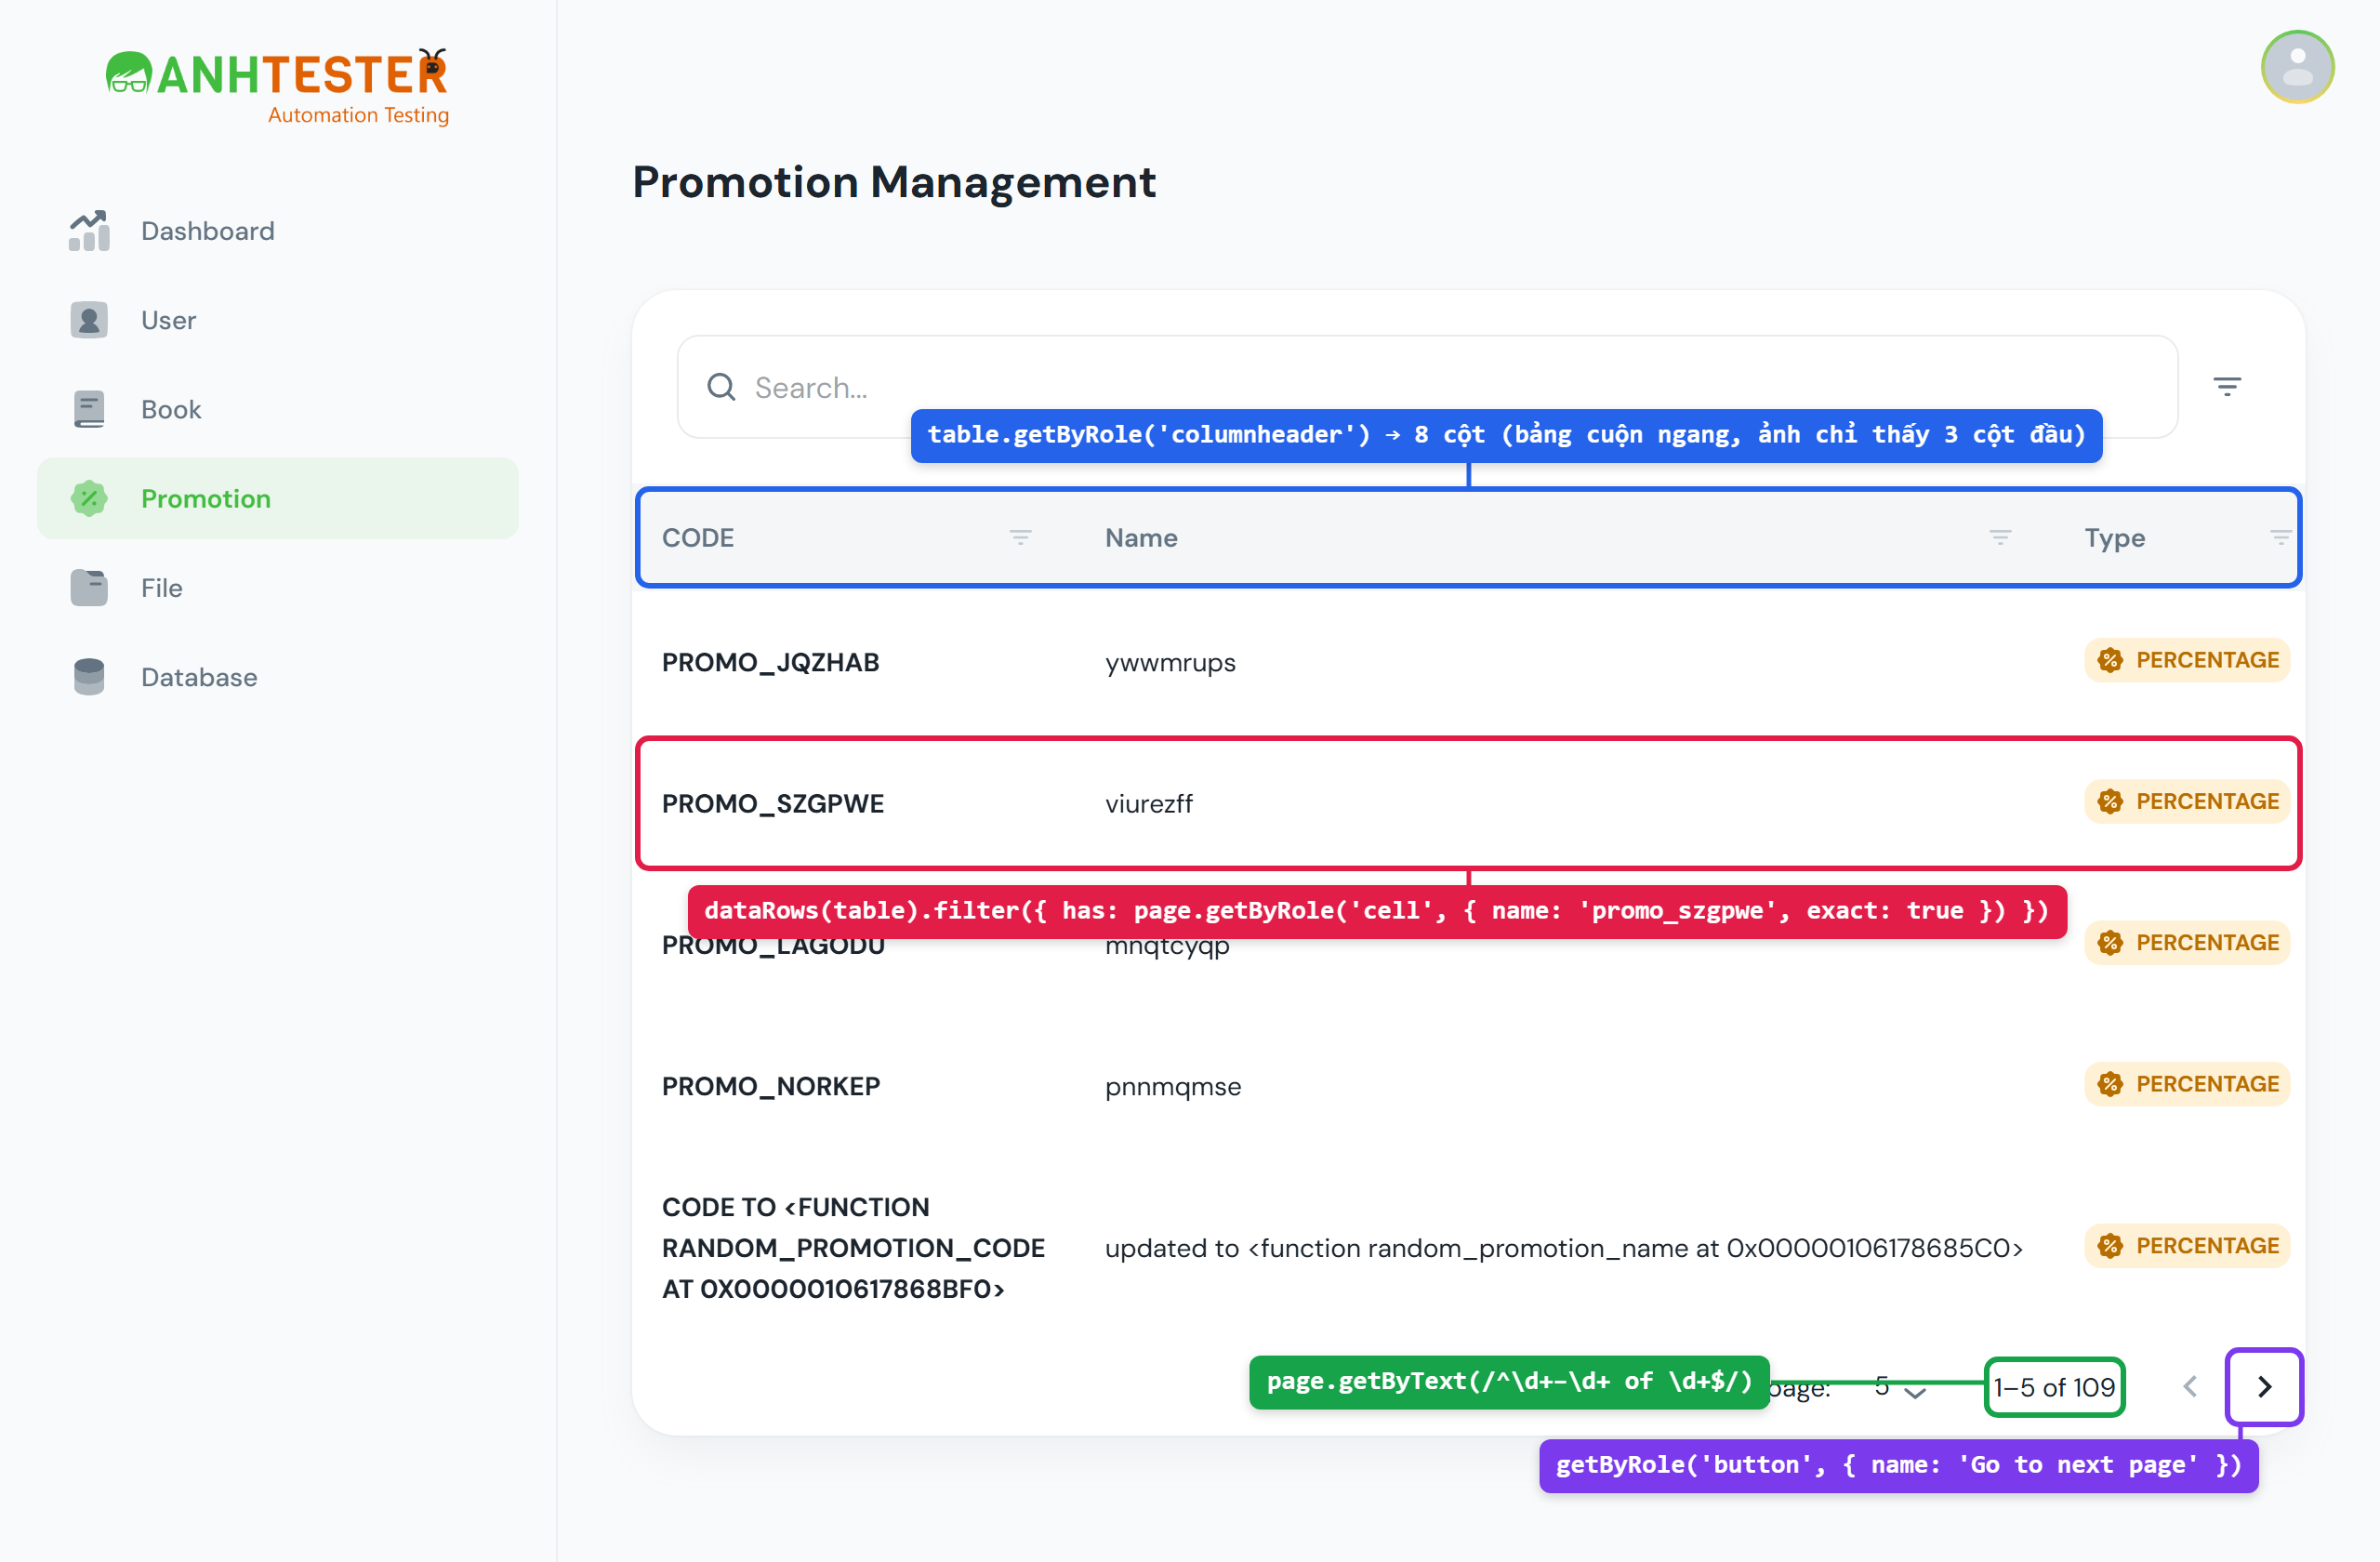 ANHTESTER
Automation Testing
Dashboard
User
Book
Promotion
File
Database
Promotion Management
Search...
table.getByRole('columnheader') → 8 cột (bảng cuộn ngang, ảnh chỉ thấy 3 cột đầu)
CODE Name Type
PROMO_JQZHAB ywwmrups PERCENTAGE
PROMO_SZGPWE viurezff PERCENTAGE
dataRows(table).filter({ has: page.getByRole('cell', { name: 'promo_szgpwe', exact: true }) })
PROMO_LAGODU mnqtcyqp PERCENTAGE
PROMO_NORKEP pnnmqmse PERCENTAGE
CODE TO <FUNCTION
RANDOM_PROMOTION_CODE
AT 0X0000010617868BF0>
updated to <function random_promotion_name at 0x00000106178685C0>
PERCENTAGE
page.getByText(/^\d+–\d+ of \d+$/) page: 5 1–5 of 109
getByRole('button', { name: 'Go to next page' })